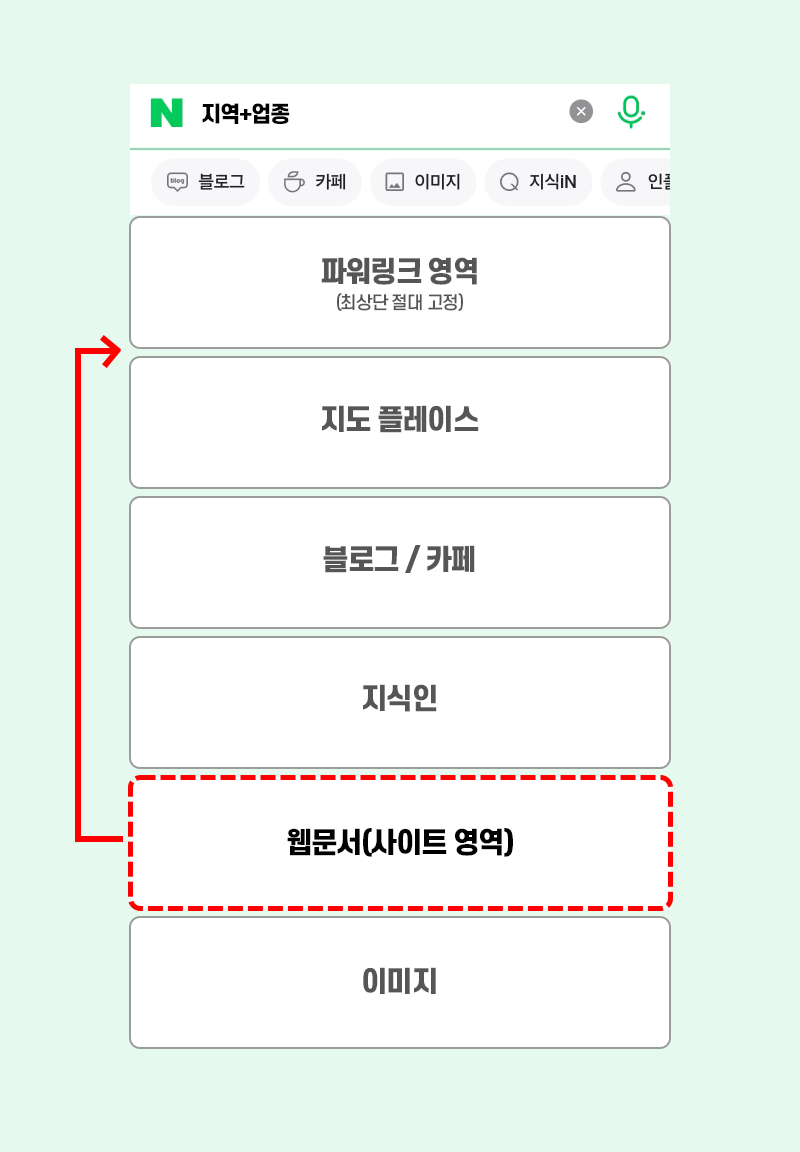 N 지역+업종
blog 블로그 카페 이미지 지식iN 인플
파워링크 영역
(최상단 절대 고정)
지도 플레이스
블로그 / 카페
지식인
웹문서(사이트 영역)
이미지